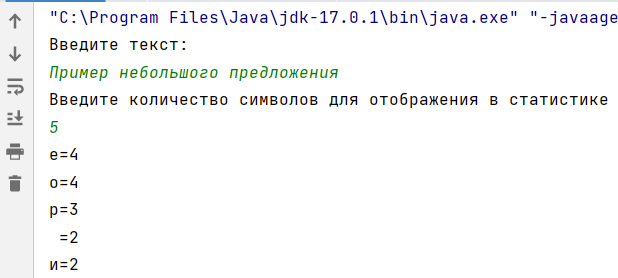 "C:\Program Files\Java\jdk-17.0.1\bin\java.exe" "-javaage
Введите текст:
Пример небольшого предложения
Введите количество символов для отображения в статистике
5
е=4
о=4
р=3
 =2
и=2